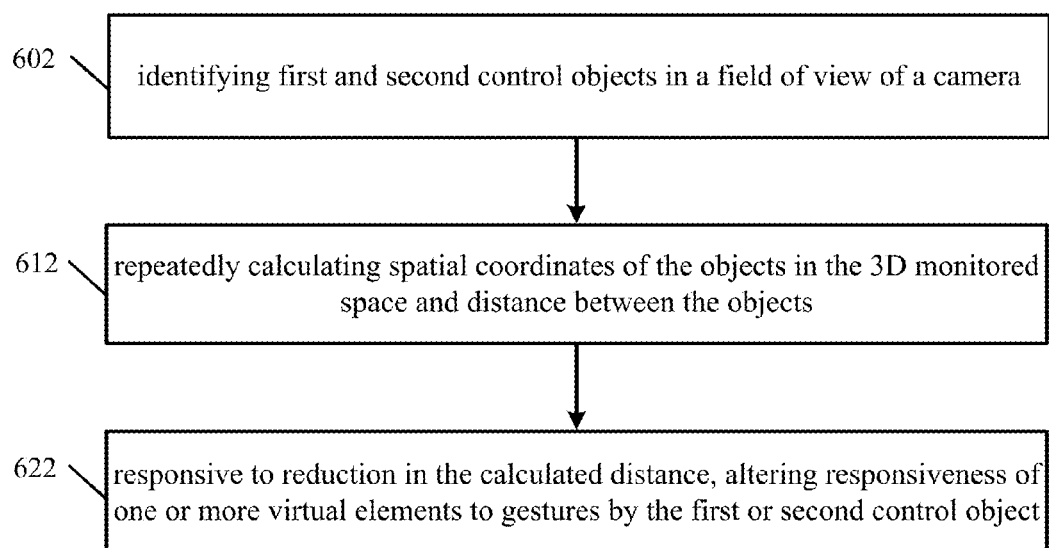 602
identifying first and second control objects in a field of view of a camera
612
repeatedly calculating spatial coordinates of the objects in the 3D monitored
space and distance between the objects
622
responsive to reduction in the calculated distance, altering responsiveness of
one or more virtual elements to gestures by the first or second control object